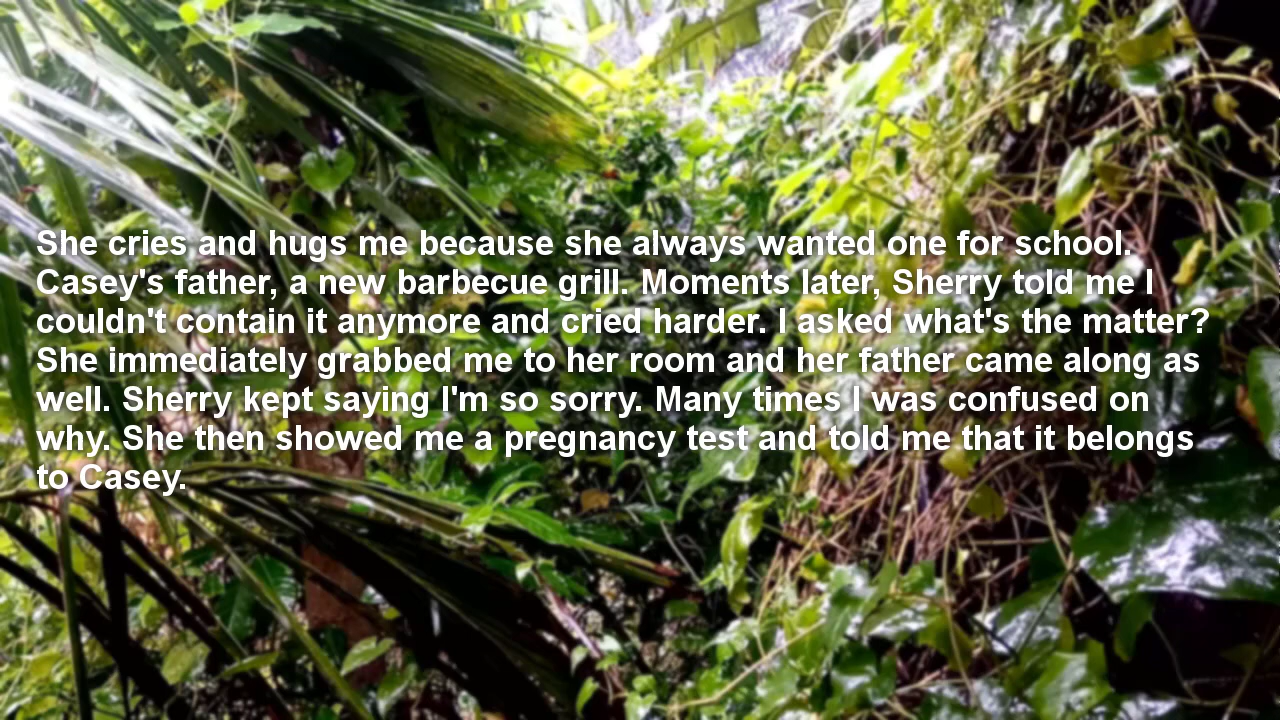 She cries and hugs me because she always wanted one for school.
Casey's father, a new barbecue grill. Moments later, Sherry told me I
couldn't contain it anymore and cried harder. I asked what's the matter?
She immediately grabbed me to her room and her father came along as
well. Sherry kept saying I'm so sorry. Many times I was confused on
why. She then showed me a pregnancy test and told me that it belongs
to Casey.